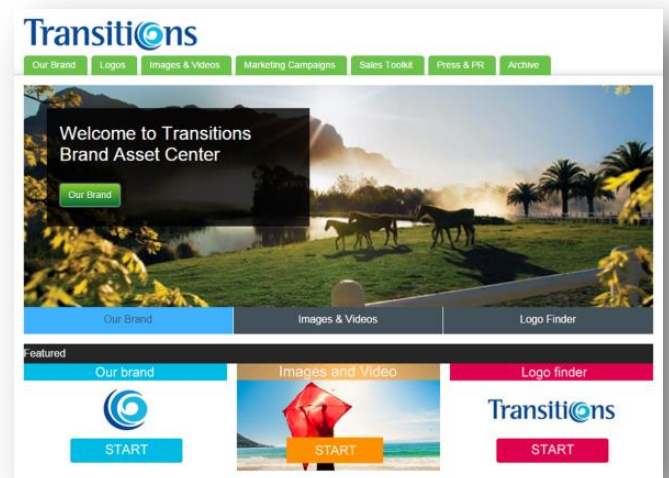 Transitions
Our Brand
Logos
Images & Videos
Marketing Campaigns
Sales Toolkit
Press & PR
Archive
Welcome to Transitions
Brand Asset Center
Our Brand
Our Brand
Images & Videos
Logo Finder
Featured
Our brand
Images and Video
Logo finder
Transitions
START
START
START